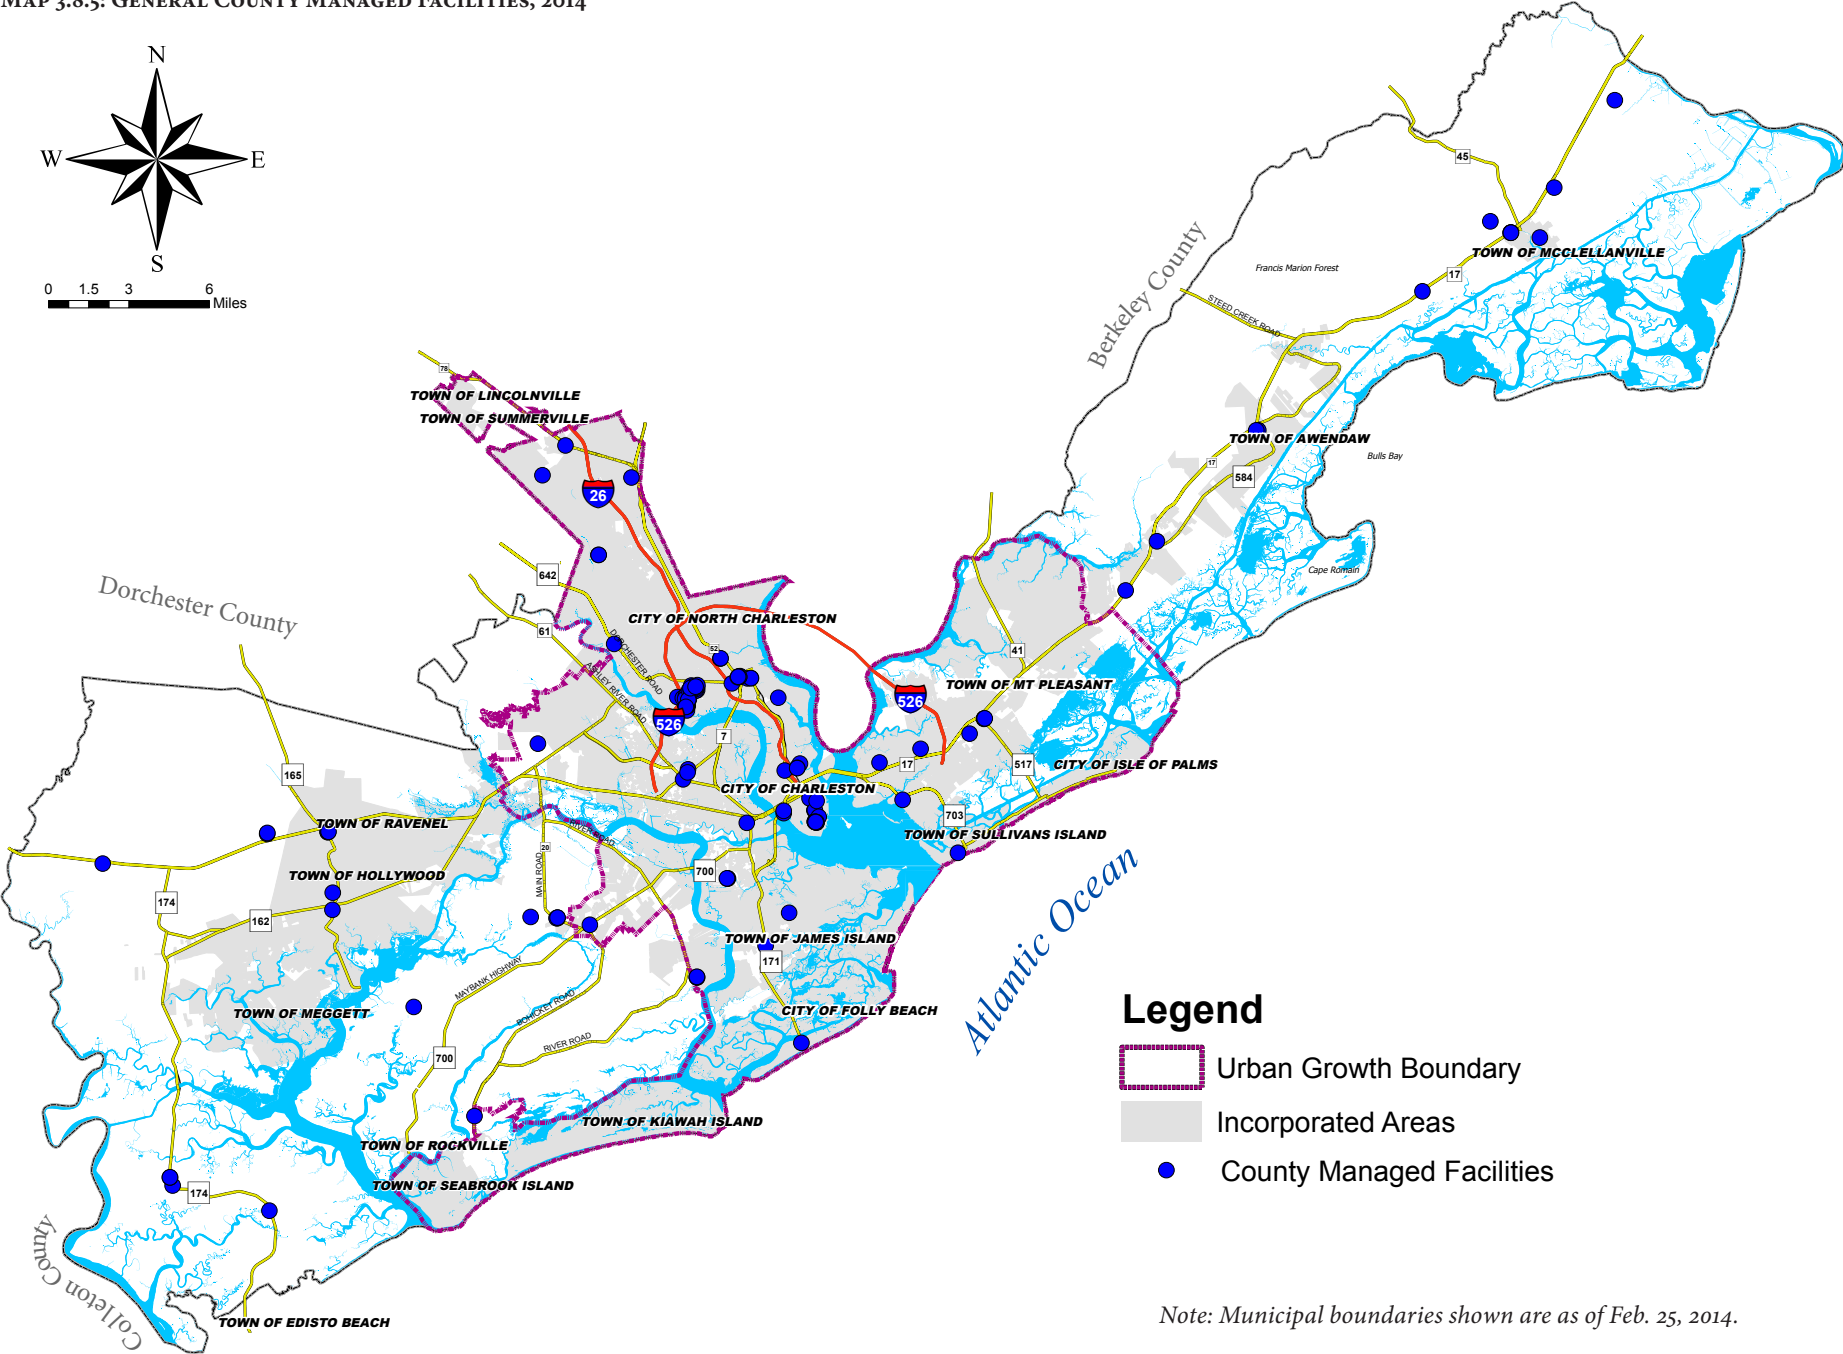 MAP 3.8.5: GENERAL COUNTY MANAGED FACILITIES, 2014
N
W
E
S
0 1.5 3 6
Miles
45
Berkeley County
Francis Marion Forest
TOWN OF MCCLELLANVILLE
17
STEED CREEK ROAD
78
TOWN OF LINCOLNVILLE
TOWN OF SUMMERVILLE
TOWN OF AWENDAW
Bulls Bay
17
584
26
Cape Romain
642
Dorchester County
61
CITY OF NORTH CHARLESTON
DORCHESTER ROAD
52
41
ASHLEY RIVER ROAD
TOWN OF MT PLEASANT
526
526
7
17
517
CITY OF ISLE OF PALMS
165
CITY OF CHARLESTON
703
TOWN OF RAVENEL
RIVER ROAD
TOWN OF SULLIVANS ISLAND
20
MAIN ROAD
TOWN OF HOLLYWOOD
700
174
162
Atlantic Ocean
TOWN OF JAMES ISLAND
171
MAYBANK HIGHWAY
BOHICKET ROAD
TOWN OF MEGGETT
CITY OF FOLLY BEACH
RIVER ROAD
700
TOWN OF KIAWAH ISLAND
TOWN OF ROCKVILLE
TOWN OF SEABROOK ISLAND
174
Colleton County
TOWN OF EDISTO BEACH
Legend
Urban Growth Boundary
Incorporated Areas
County Managed Facilities
Note: Municipal boundaries shown are as of Feb. 25, 2014.